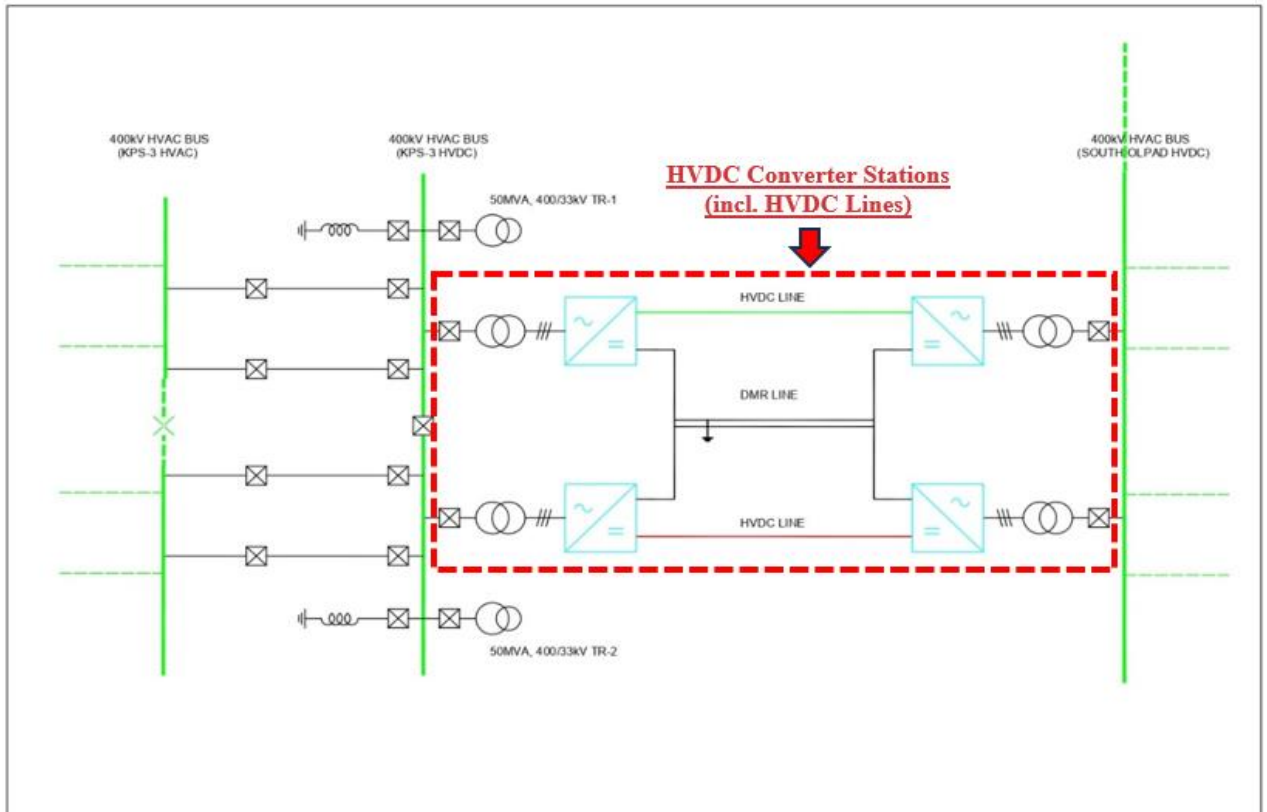 400kV HVAC BUS
(KPS-3 HVAC)
400kV HVAC BUS
(KPS-3 HVDC)
400kV HVAC BUS
(SOUTH OLPAD HVDC)
HVDC Converter Stations
(incl. HVDC Lines)
50MVA, 400/33kV TR-1
HVDC LINE
DMR LINE
HVDC LINE
50MVA, 400/33kV TR-2